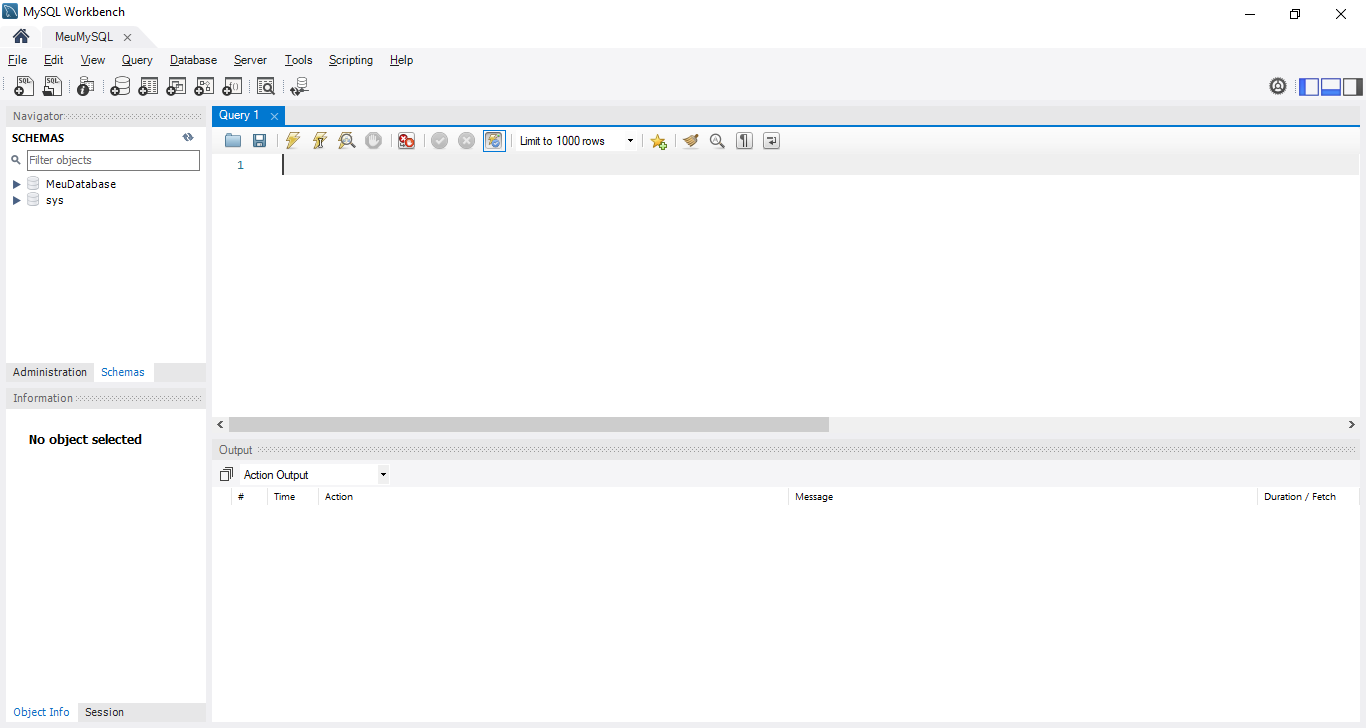 MySQL Workbench
MeuMySQL
File Edit View Query Database Server Tools Scripting Help
SQL SQL
Navigator
SCHEMAS
Filter objects
MeuDatabase
sys
Administration Schemas
Information
No object selected
Object Info Session
Query 1
Limit to 1000 rows
1
Output
Action Output
# Time Action Message Duration / Fetch